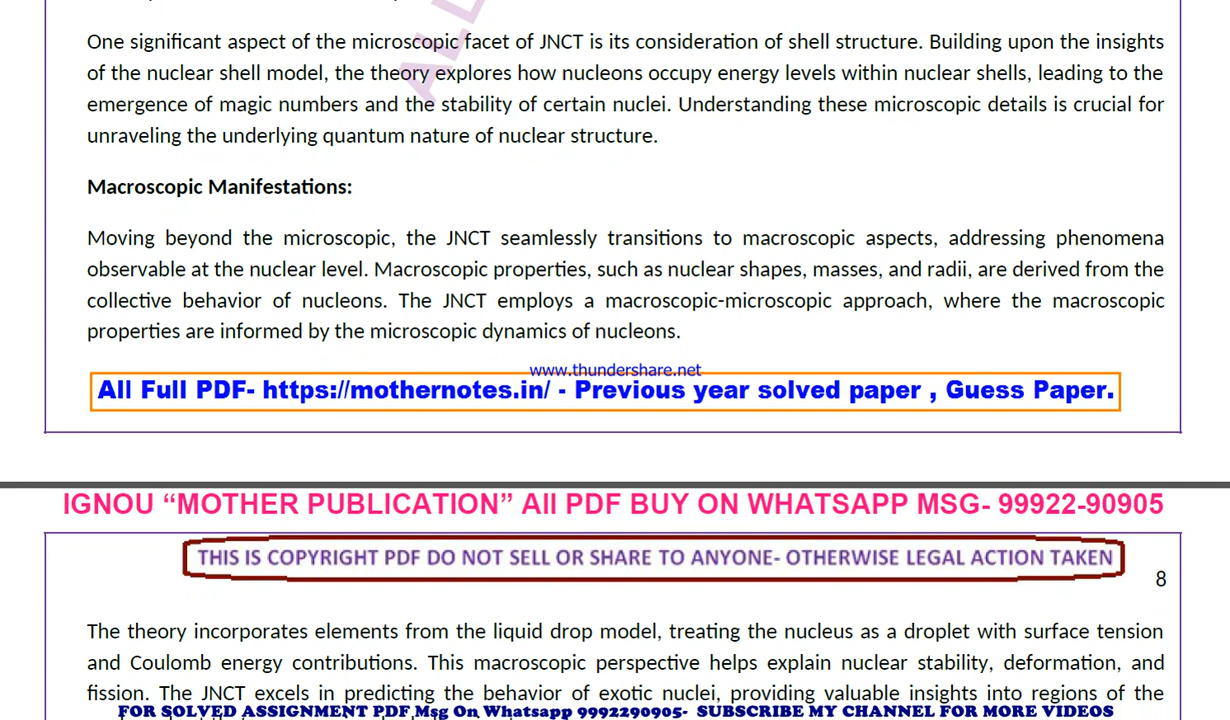 One significant aspect of the microscopic facet of JNCT is its consideration of shell structure. Building upon the insights
of the nuclear shell model, the theory explores how nucleons occupy energy levels within nuclear shells, leading to the
emergence of magic numbers and the stability of certain nuclei. Understanding these microscopic details is crucial for
unraveling the underlying quantum nature of nuclear structure.
Macroscopic Manifestations:
Moving beyond the microscopic, the JNCT seamlessly transitions to macroscopic aspects, addressing phenomena
observable at the nuclear level. Macroscopic properties, such as nuclear shapes, masses, and radii, are derived from the
collective behavior of nucleons. The JNCT employs a macroscopic-microscopic approach, where the macroscopic
properties are informed by the microscopic dynamics of nucleons.
www.thundershare.net
All Full PDF- https://mothernotes.in/ - Previous year solved paper , Guess Paper.
IGNOU “MOTHER PUBLICATION” All PDF BUY ON WHATSAPP MSG- 99922-90905
THIS IS COPYRIGHT PDF DO NOT SELL OR SHARE TO ANYONE- OTHERWISE LEGAL ACTION TAKEN
8
The theory incorporates elements from the liquid drop model, treating the nucleus as a droplet with surface tension
and Coulomb energy contributions. This macroscopic perspective helps explain nuclear stability, deformation, and
fission. The JNCT excels in predicting the behavior of exotic nuclei, providing valuable insights into regions of the
FOR SOLVED ASSIGNMENT PDF Msg On Whatsapp 9992290905- SUBSCRIBE MY CHANNEL FOR MORE VIDEOS